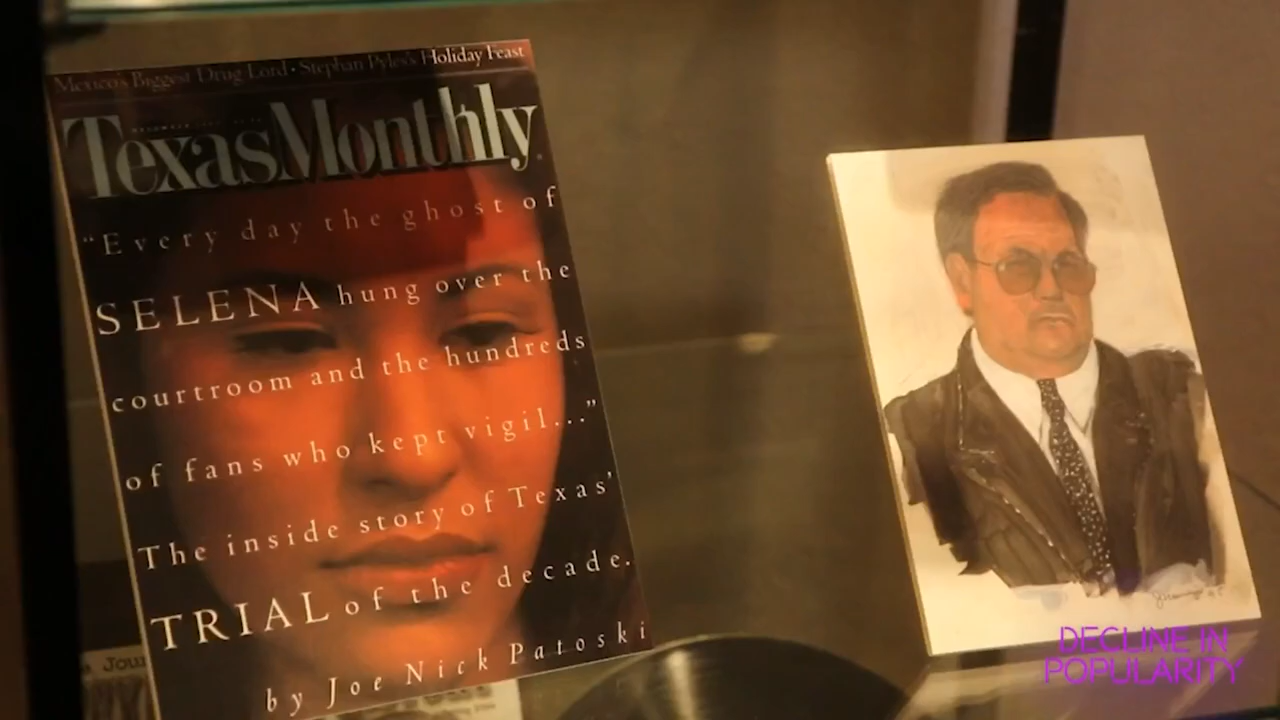 Mexico's Biggest Drug Lord • Stephan Pyles's Holiday Feast
Texas Monthly
"Every day the ghost of
SELENA hung over the
courtroom and the hundreds
of fans who kept vigil..."
The inside story of Texas'
TRIAL of the decade.
by Joe Nick Patoski
DECLINE IN
POPULARITY